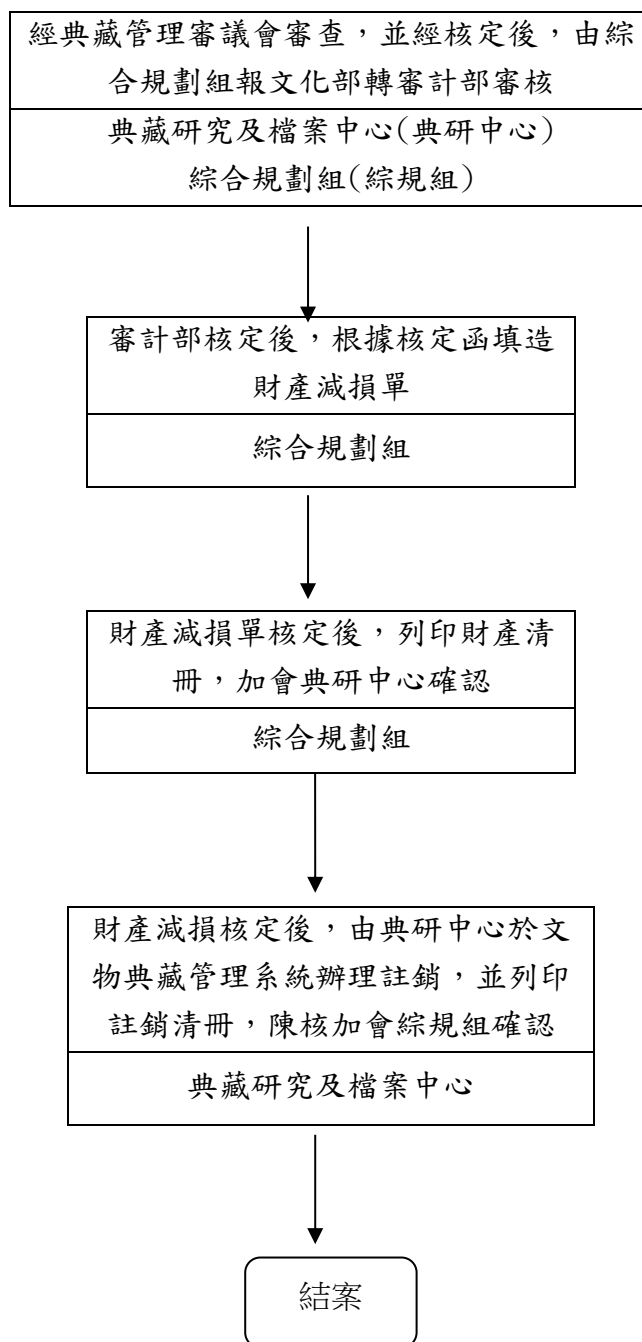 經典藏管理審議會審查，並經核定後，由綜
合規劃組報文化部轉審計部審核
典藏研究及檔案中心(典研中心)
綜合規劃組(綜規組)
審計部核定後，根據核定函填造
財產減損單
綜合規劃組
財產減損單核定後，列印財產清
冊，加會典研中心確認
綜合規劃組
財產減損核定後，由典研中心於文
物典藏管理系統辦理註銷，並列印
註銷清冊，陳核加會綜規組確認
典藏研究及檔案中心
結案